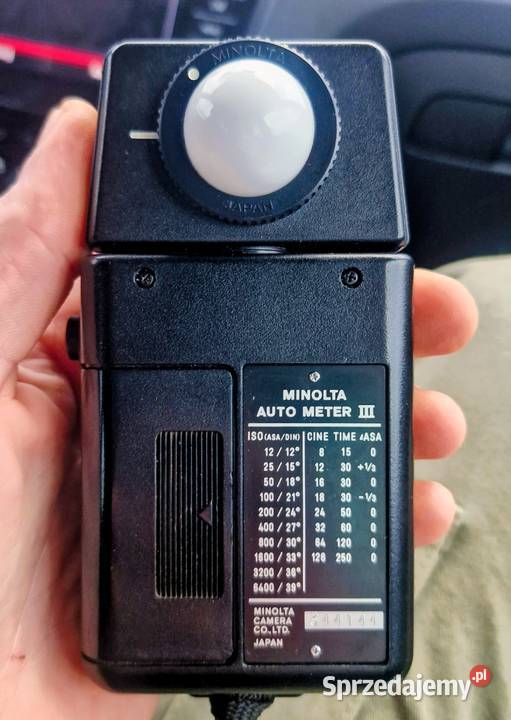 MINOLTA
JAPAN
MINOLTA
AUTO METER III
ISO(ASA/DIN) CINE TIME ±ASA
12 / 12° 8 15 0
25 / 15° 12 30 +⅓
50 / 18° 16 30 0
100 / 21° 18 30 -⅓
200 / 24° 24 50 0
400 / 27° 32 60 0
800 / 30° 64 120 0
1600 / 33° 128 250 0
3200 / 36°
6400 / 39°
MINOLTA
CAMERA
CO., LTD.
JAPAN
Sprzedajemy.pl